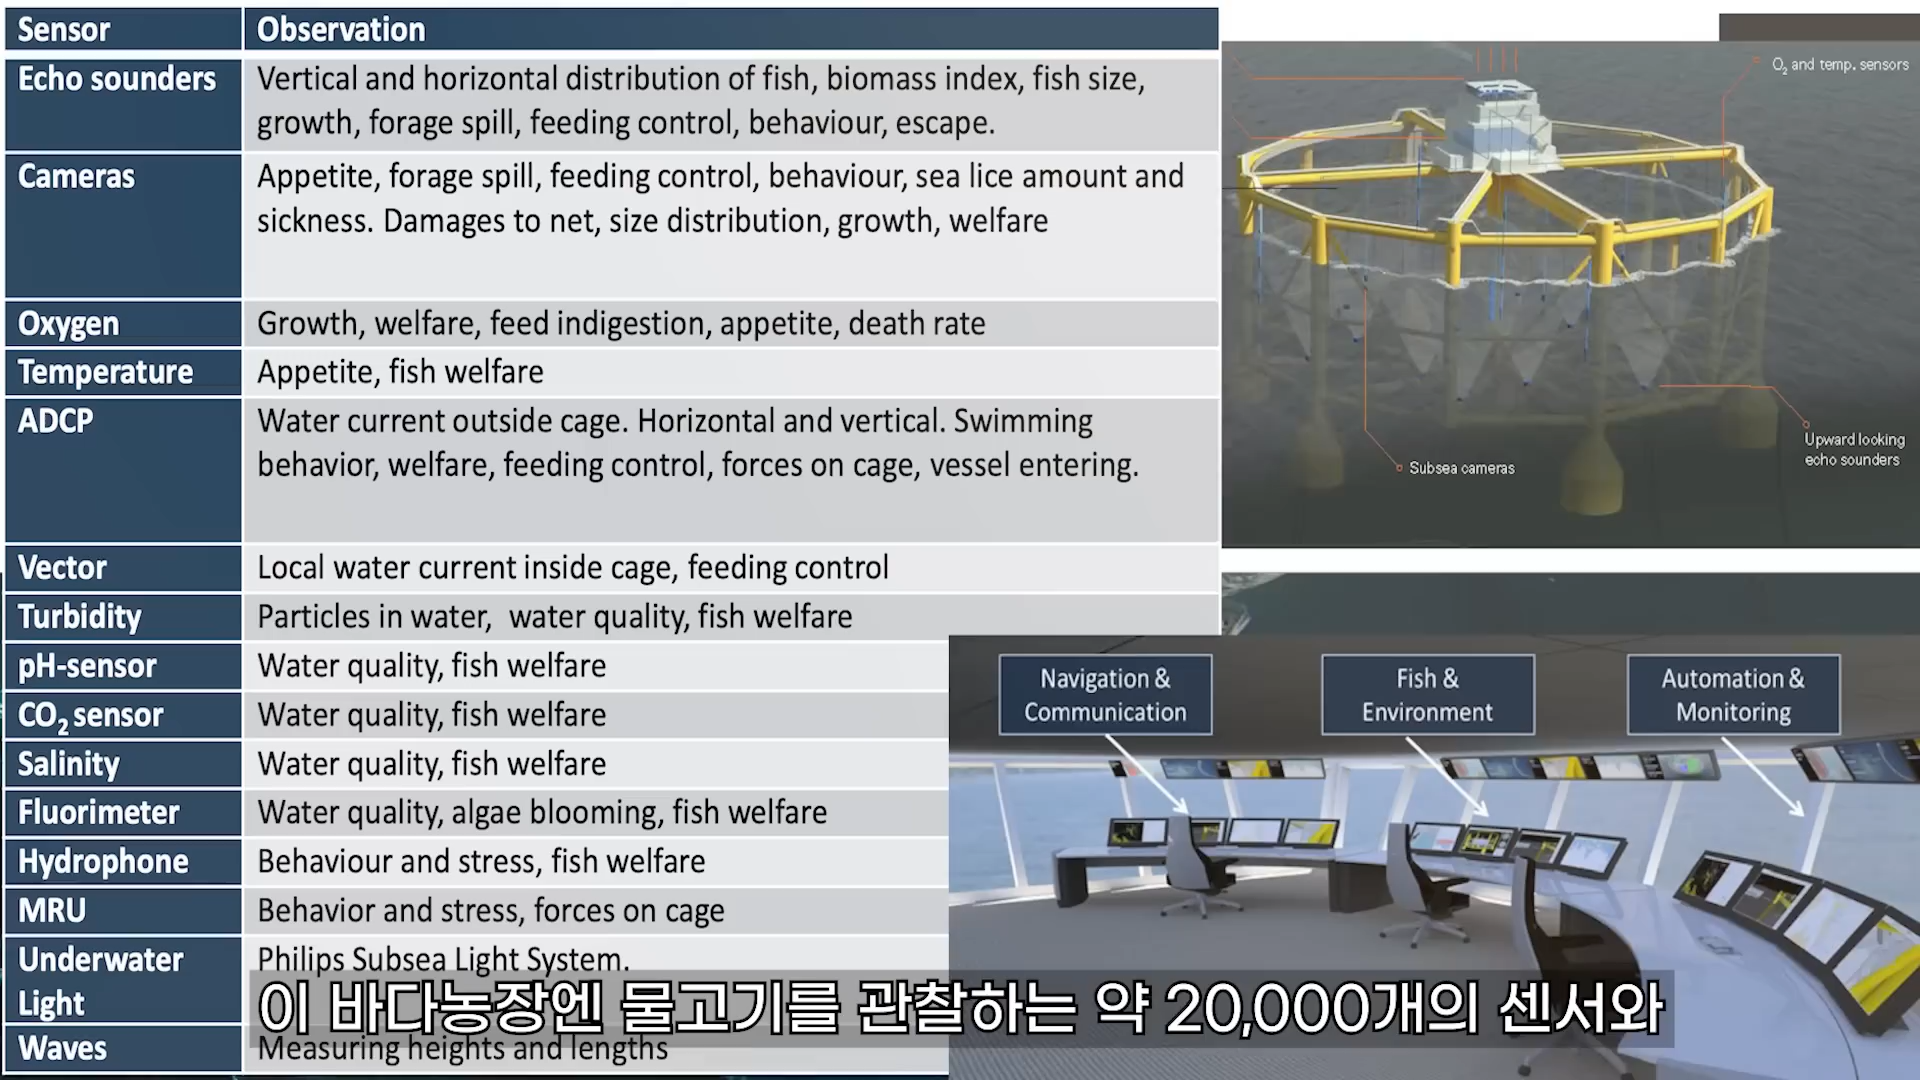 Sensor Observation
Echo sounders Vertical and horizontal distribution of fish, biomass index, fish size,
growth, forage spill, feeding control, behaviour, escape.
Cameras Appetite, forage spill, feeding control, behaviour, sea lice amount and
sickness. Damages to net, size distribution, growth, welfare
Oxygen Growth, welfare, feed indigestion, appetite, death rate
Temperature Appetite, fish welfare
ADCP Water current outside cage. Horizontal and vertical. Swimming
behavior, welfare, feeding control, forces on cage, vessel entering.
Vector Local water current inside cage, feeding control
Turbidity Particles in water, water quality, fish welfare
pH-sensor Water quality, fish welfare
CO₂ sensor Water quality, fish welfare
Salinity Water quality, fish welfare
Fluorimeter Water quality, algae blooming, fish welfare
Hydrophone Behaviour and stress, fish welfare
MRU Behavior and stress, forces on cage
Underwater Philips Subsea Light System.
Light
Waves Measuring heights and lengths
O₂ and temp. sensors
Subsea cameras
Upward looking
echo sounders
Navigation &
Communication
Fish &
Environment
Automation &
Monitoring
이 바다농장엔 물고기를 관찰하는 약 20,000개의 센서와